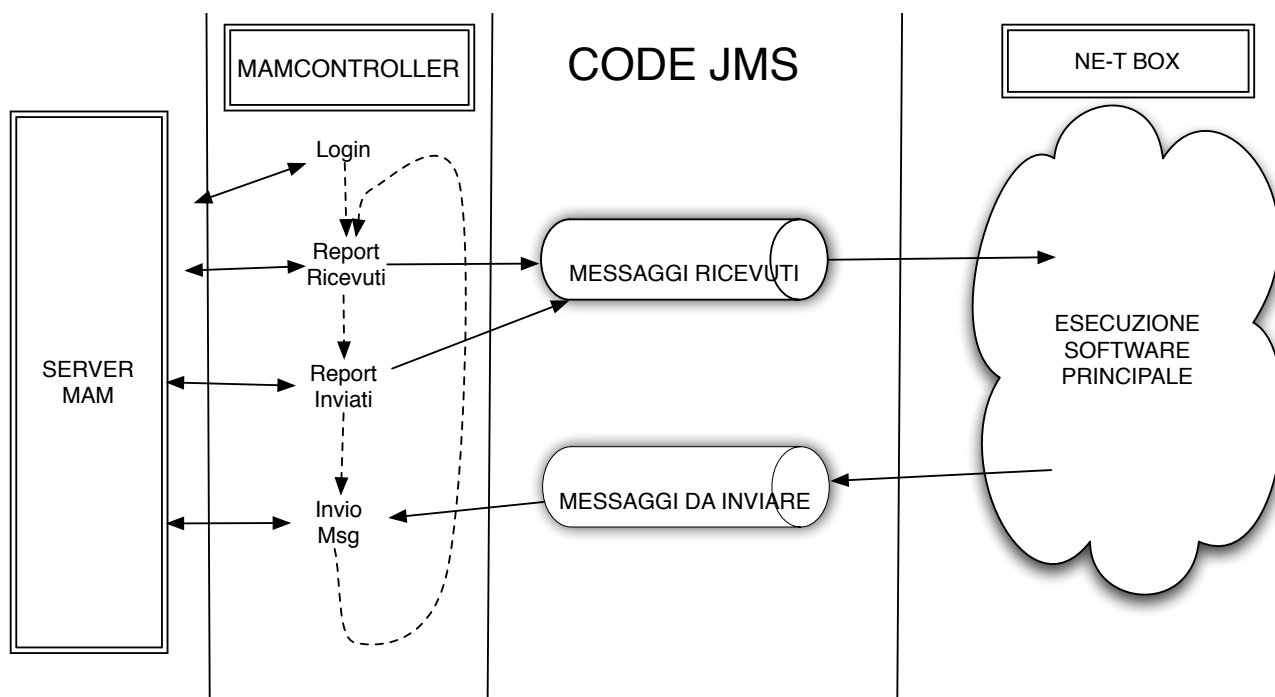 MAMCONTROLLER
CODE JMS
NE-T BOX
Login
Report
Ricevuti
MESSAGGI RICEVUTI
SERVER
MAM
Report
Inviati
ESECUZIONE
SOFTWARE
PRINCIPALE
Invio
Msg
MESSAGGI DA INVIARE